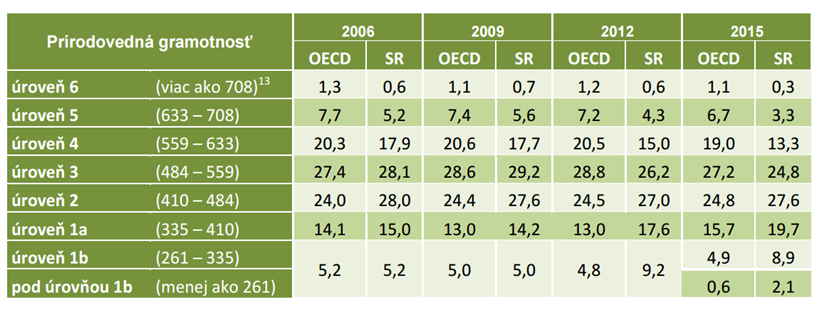 Prírodovedná gramotnosť 2006 2009 2012 2015
OECD SR OECD SR OECD SR OECD SR
úroveň 6 (viac ako 708)13 1,3 0,6 1,1 0,7 1,2 0,6 1,1 0,3
úroveň 5 (633 – 708) 7,7 5,2 7,4 5,6 7,2 4,3 6,7 3,3
úroveň 4 (559 – 633) 20,3 17,9 20,6 17,7 20,5 15,0 19,0 13,3
úroveň 3 (484 – 559) 27,4 28,1 28,6 29,2 28,8 26,2 27,2 24,8
úroveň 2 (410 – 484) 24,0 28,0 24,4 27,6 24,5 27,0 24,8 27,6
úroveň 1a (335 – 410) 14,1 15,0 13,0 14,2 13,0 17,6 15,7 19,7
úroveň 1b (261 – 335) 5,2 5,2 5,0 5,0 4,8 9,2 4,9 8,9
pod úrovňou 1b (menej ako 261) 0,6 2,1